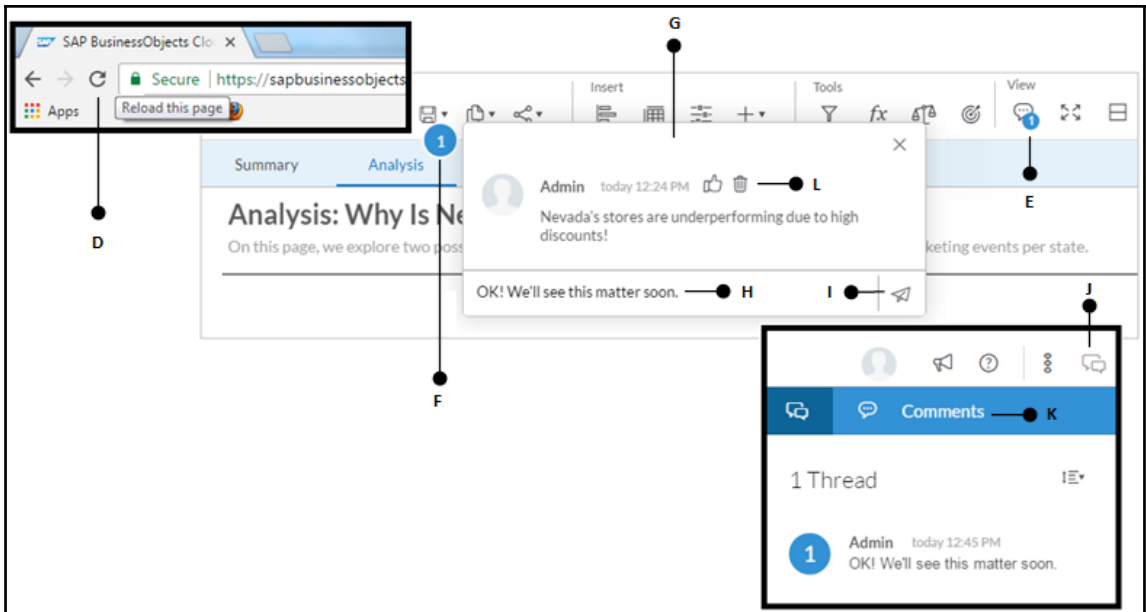 G
SAP BusinessObjects Clo
Secure https://sapbusinessobjects
Apps
Reload this page
Insert
Tools
View
fx
1
1
Summary
Analysis
D
E
Admin today 12:24 PM
L
Nevada's stores are underperforming due to high
discounts!
Analysis: Why Is Ne
On this page, we explore two poss
keting events per state.
OK! We'll see this matter soon.
H
I
J
F
Comments
K
1 Thread
1
Admin today 12:45 PM
OK! We'll see this matter soon.